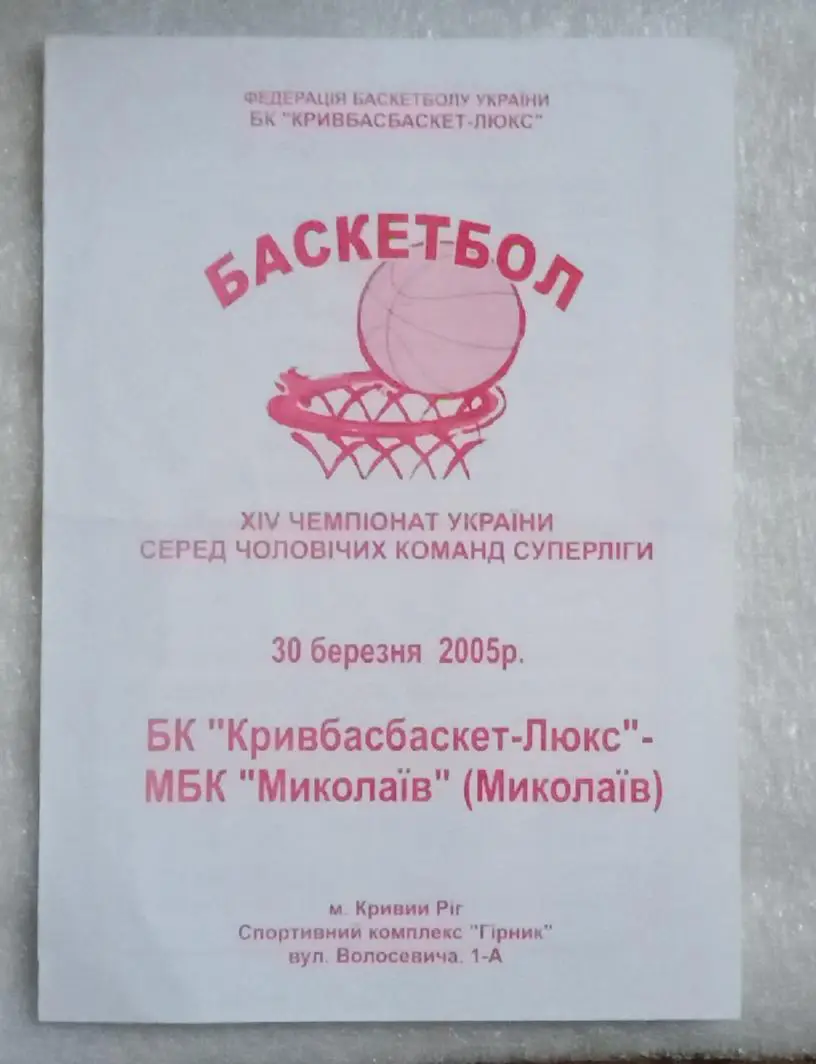 ФЕДЕРАЦІЯ БАСКЕТБОЛУ УКРАЇНИ
БК "КРИВБАСБАСКЕТ-ЛЮКС"
БАСКЕТБОЛ
XIV ЧЕМПІОНАТ УКРАЇНИ
СЕРЕД ЧОЛОВІЧИХ КОМАНД СУПЕРЛІГИ
30 березня 2005р.
БК "Кривбасбаскет-Люкс"-
МБК "Миколаїв" (Миколаїв)
м. Кривии Ріг
Спортивний комплекс "Гірник"
вул. Волосевича. 1-А